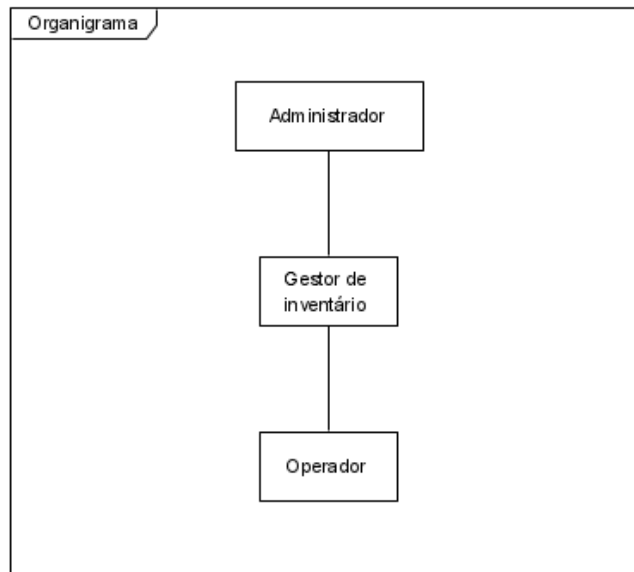 Organigrama
Administrador
Gestor de
inventário
Operador